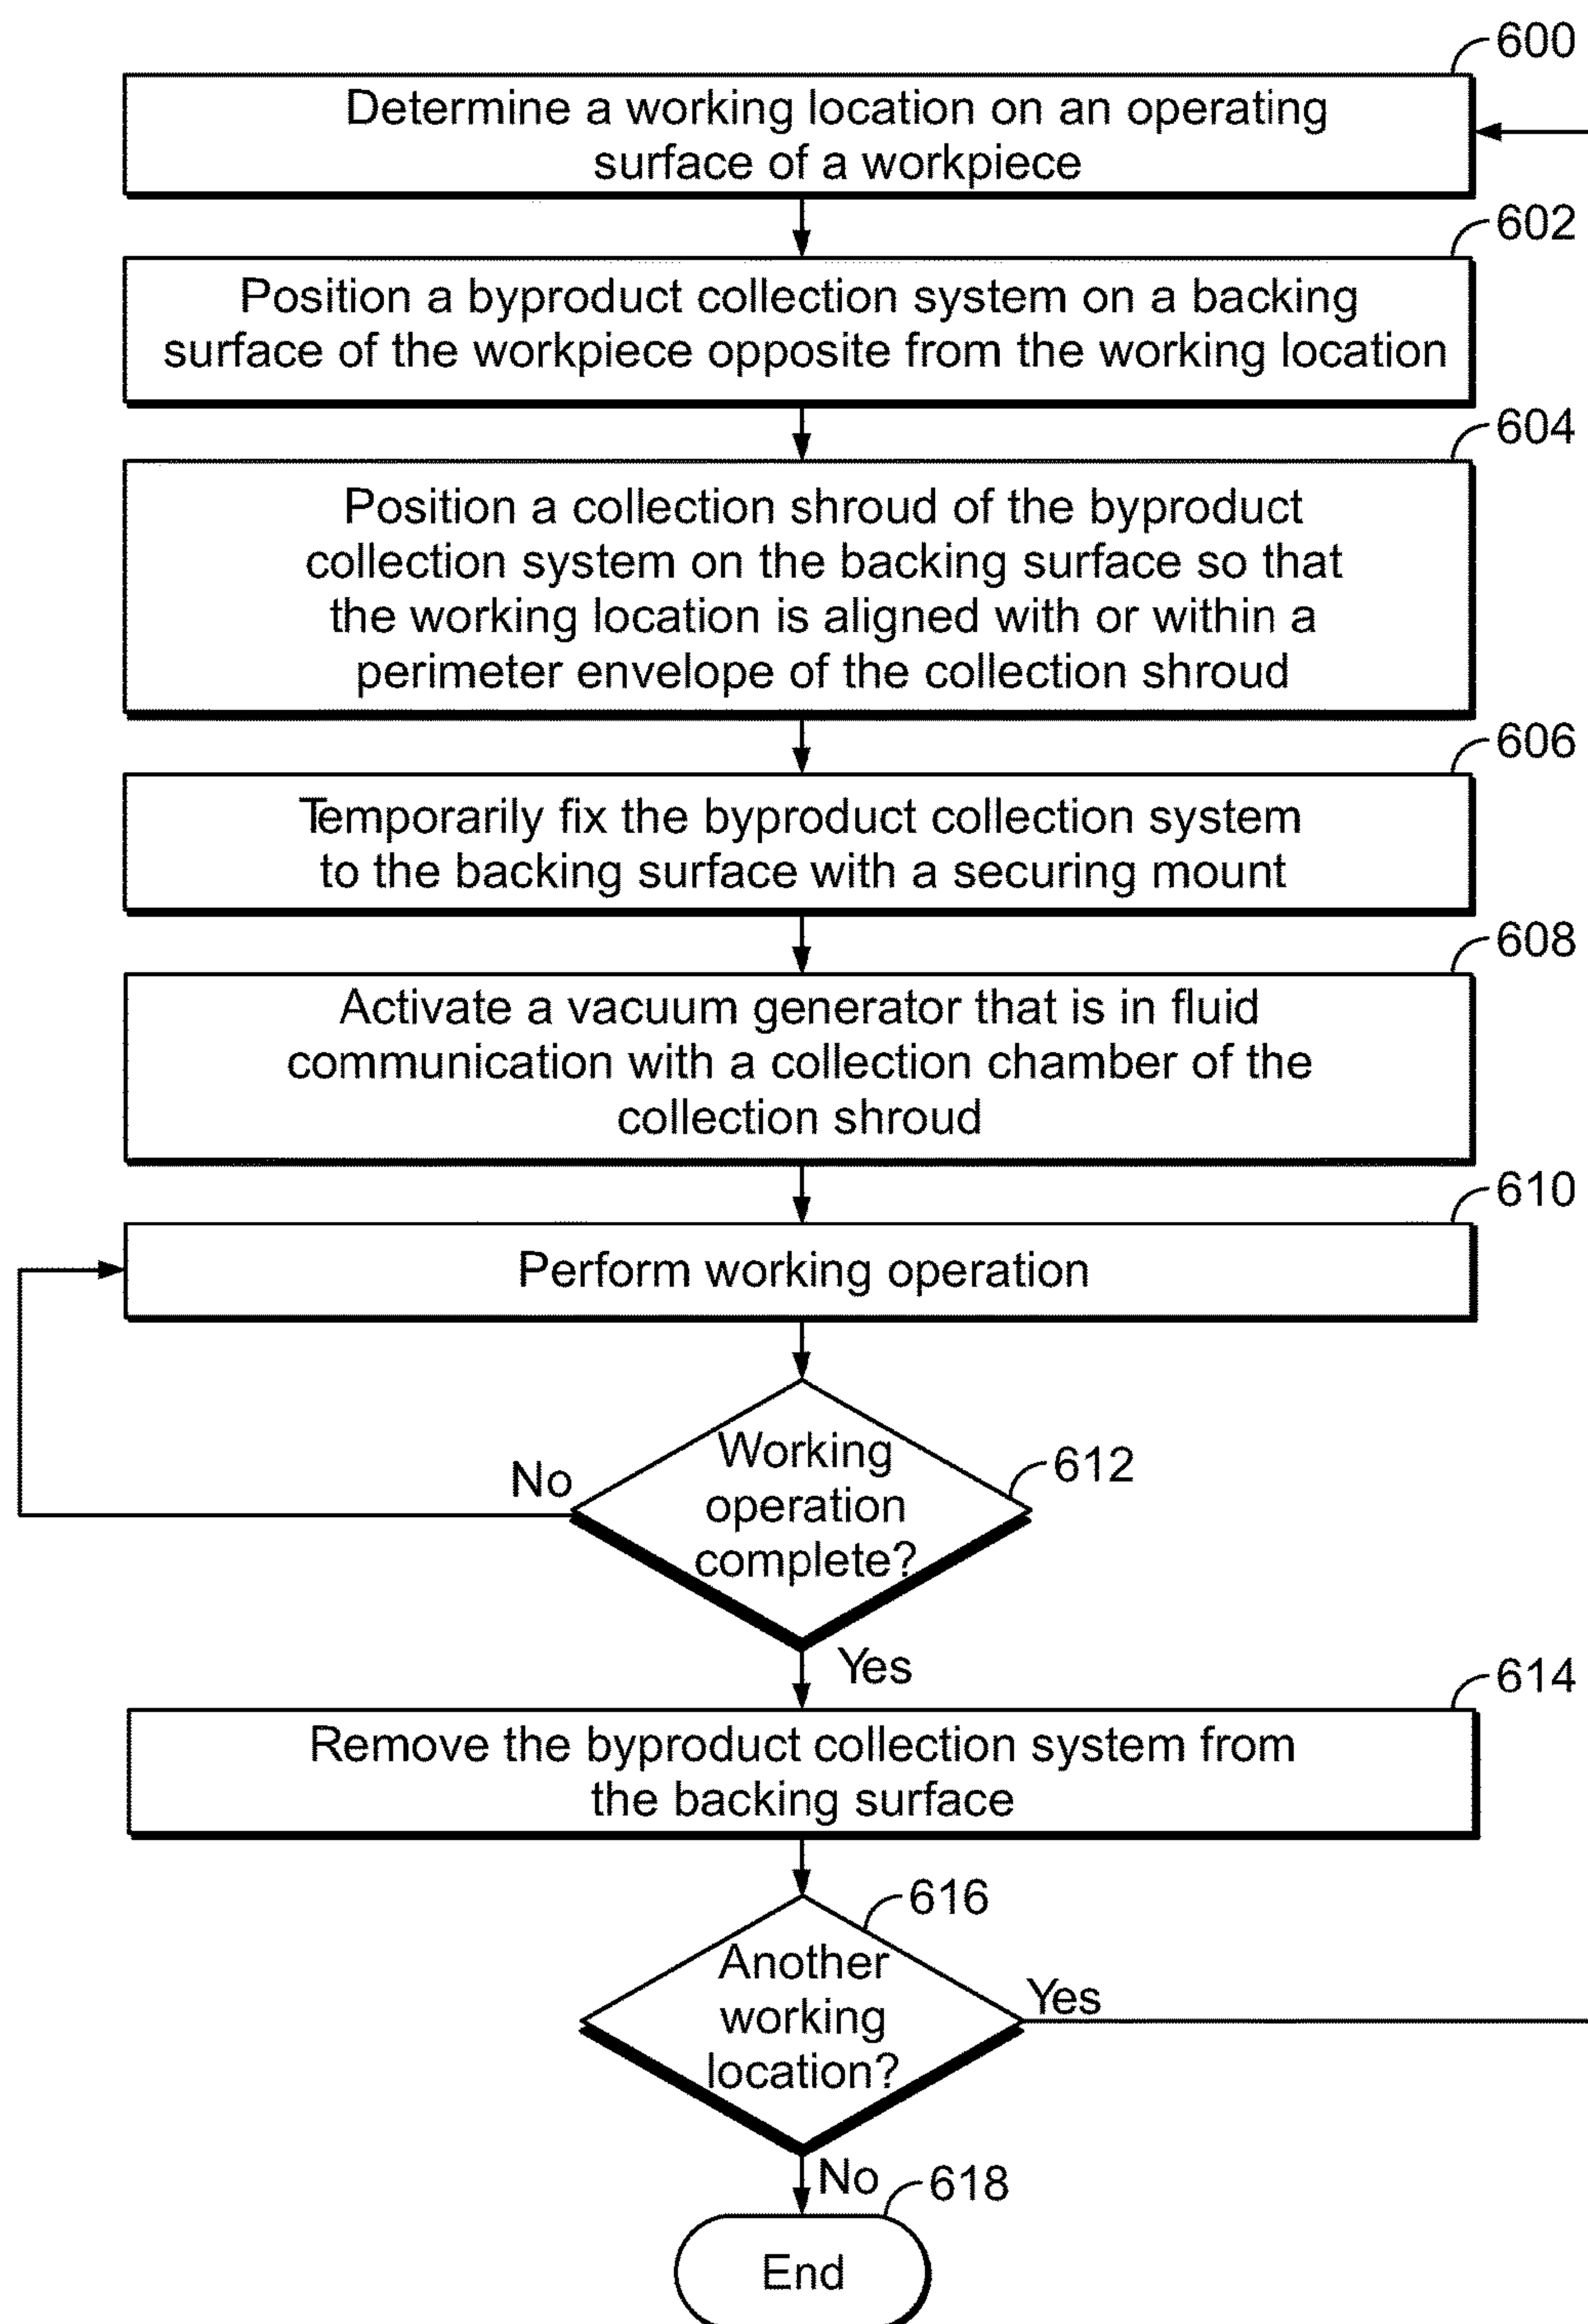 600
Determine a working location on an operating
surface of a workpiece
602
Position a byproduct collection system on a backing
surface of the workpiece opposite from the working location
604
Position a collection shroud of the byproduct
collection system on the backing surface so that
the working location is aligned with or within a
perimeter envelope of the collection shroud
606
Temporarily fix the byproduct collection system
to the backing surface with a securing mount
608
Activate a vacuum generator that is in fluid
communication with a collection chamber of the
collection shroud
610
Perform working operation
Working
operation
complete?
612
No
Yes
614
Remove the byproduct collection system from
the backing surface
616
Another
working
location?
Yes
No
618
End